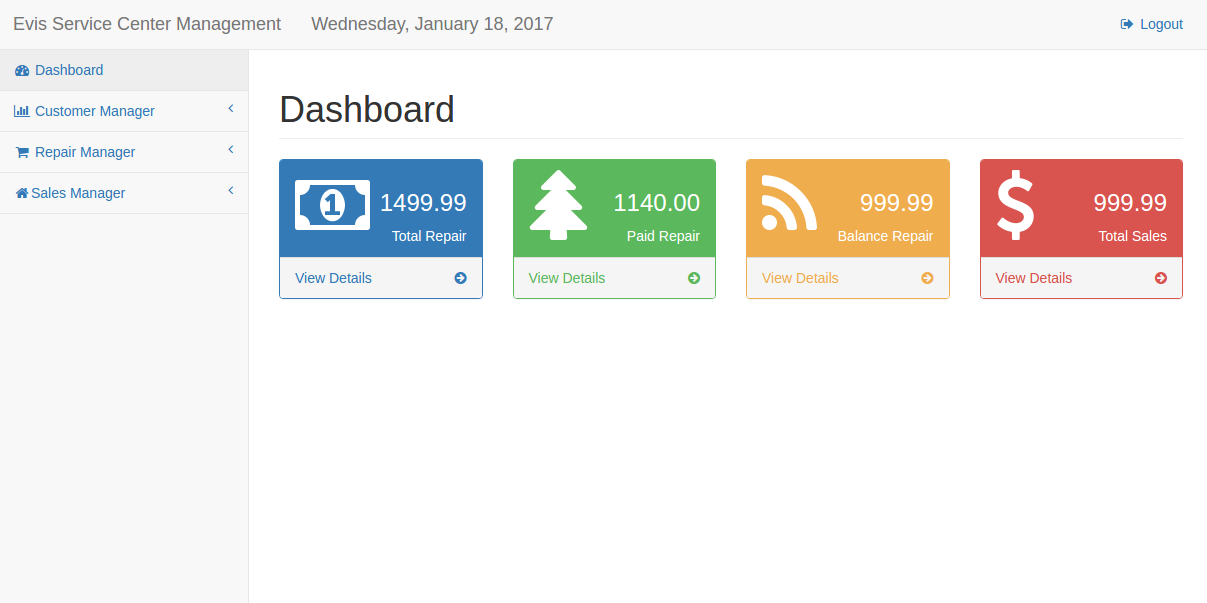 Evis Service Center Management Wednesday, January 18, 2017 Logout
Dashboard
Customer Manager
Repair Manager
Sales Manager
Dashboard
1
1499.99
Total Repair
View Details
1140.00
Paid Repair
View Details
999.99
Balance Repair
View Details
$
999.99
Total Sales
View Details